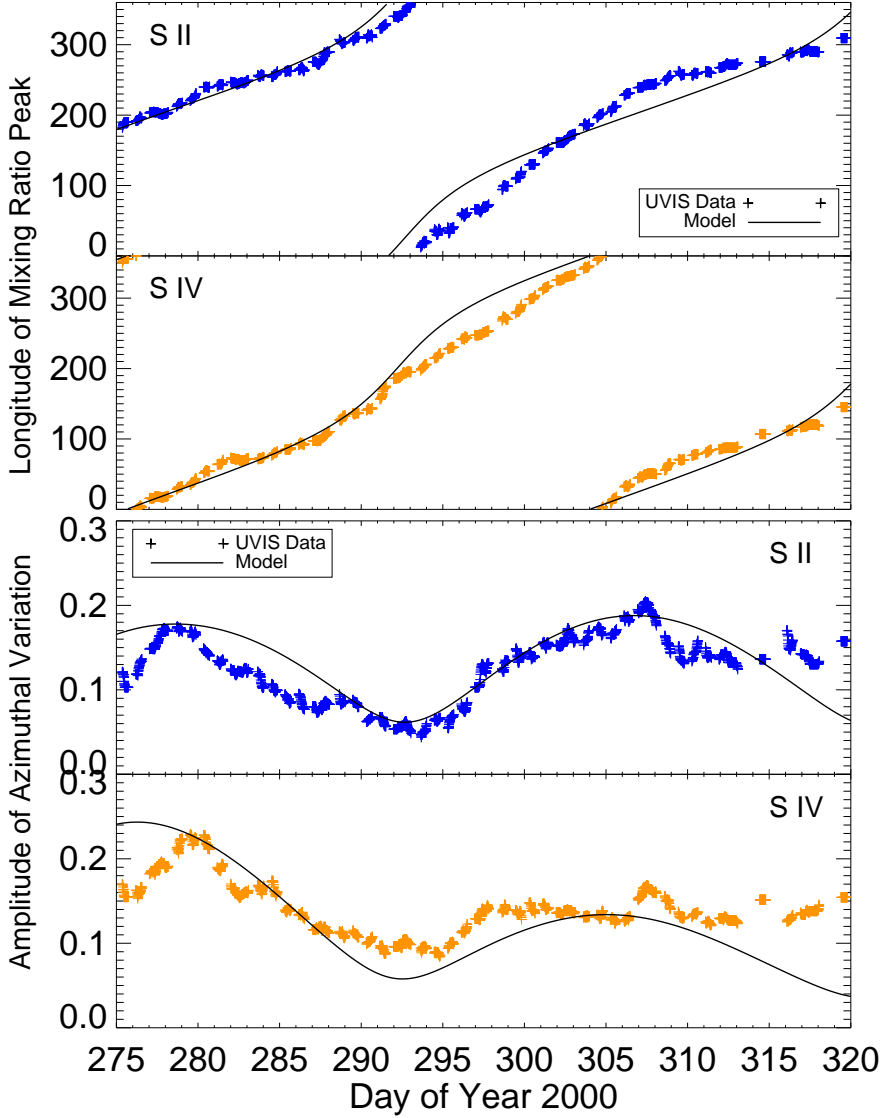 Longitude of Mixing Ratio Peak
S II
300
200
100
0
UVIS Data
Model
S IV
300
200
100
0
Amplitude of Azimuthal Variation
0.3
UVIS Data
Model
S II
0.2
0.1
0.0
0.3
S IV
0.2
0.1
0.0
275 280 285 290 295 300 305 310 315 320
Day of Year 2000